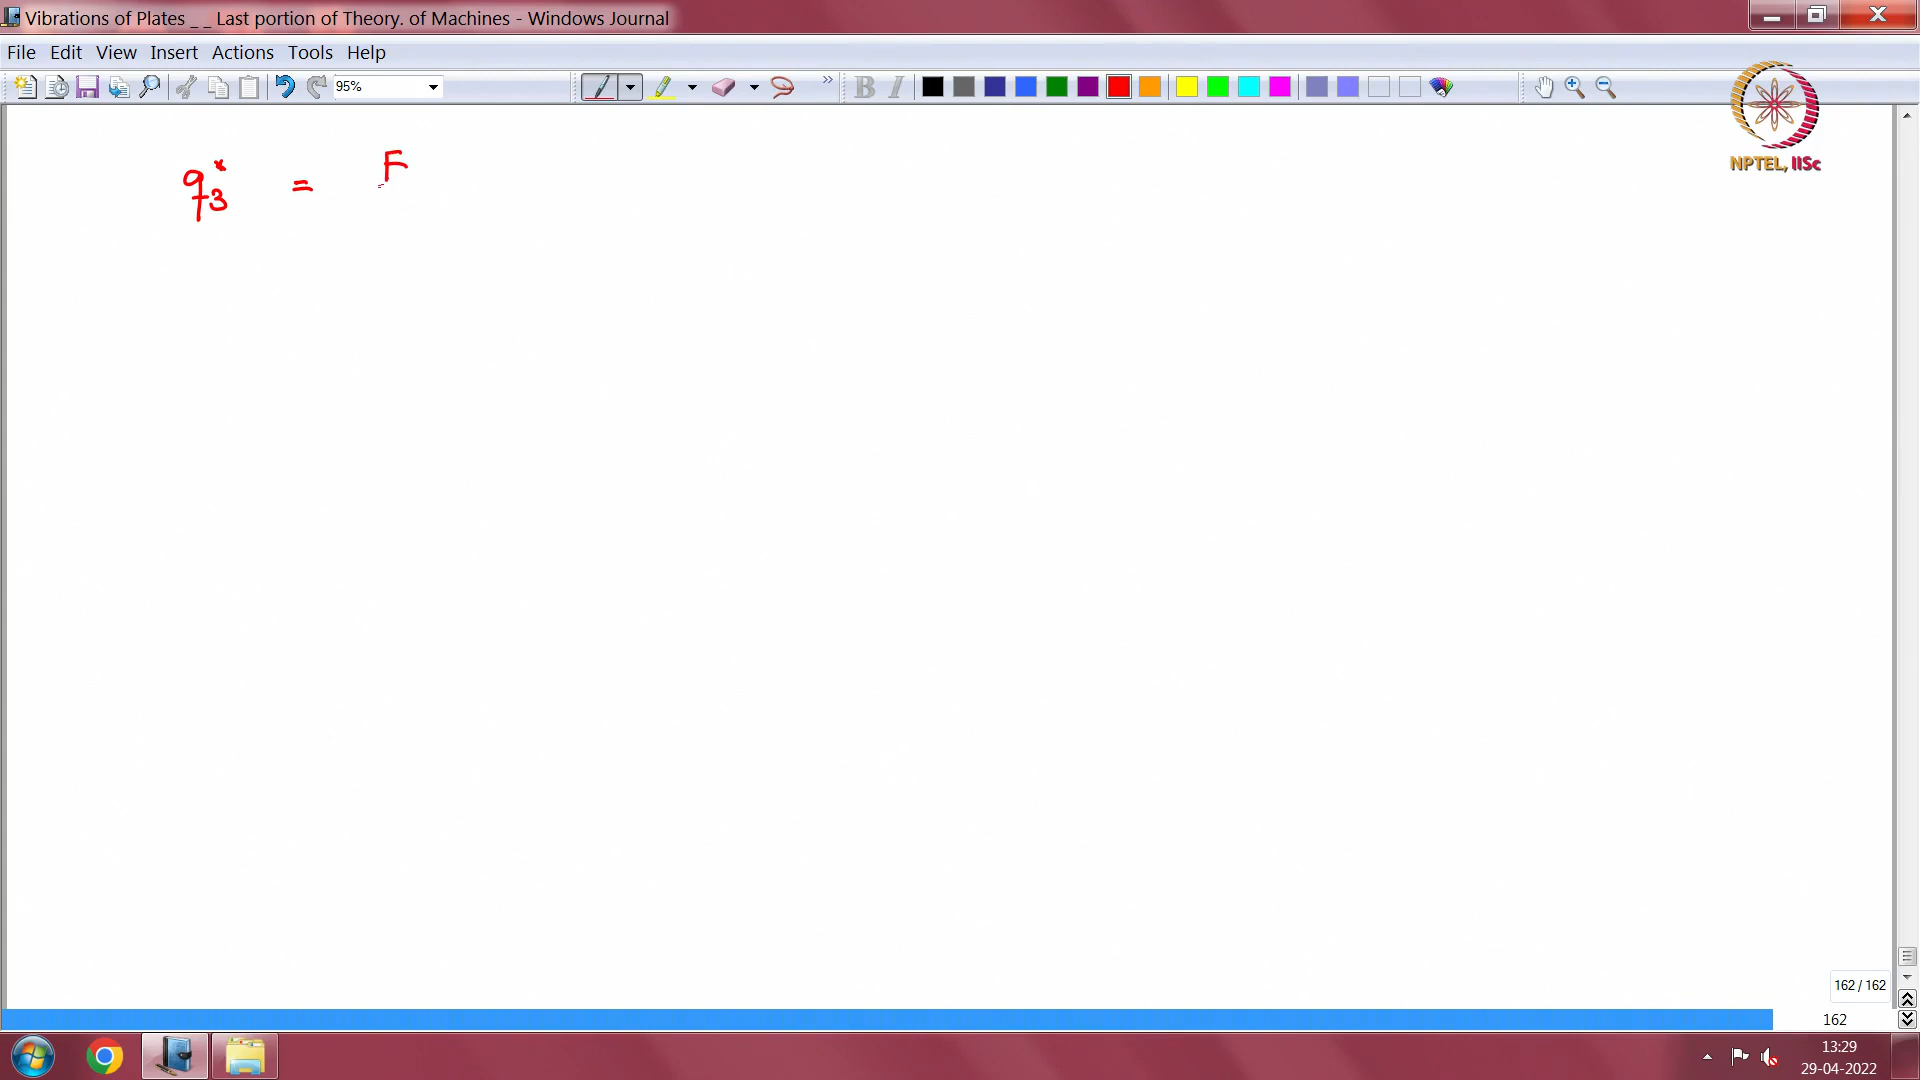 Vibrations of Plates _ _ Last portion of Theory. of Machines - Windows Journal
File Edit View Insert Actions Tools Help
95% » B I
NPTEL, IISc
q₃* = F
162 / 162
162
13:29
29-04-2022